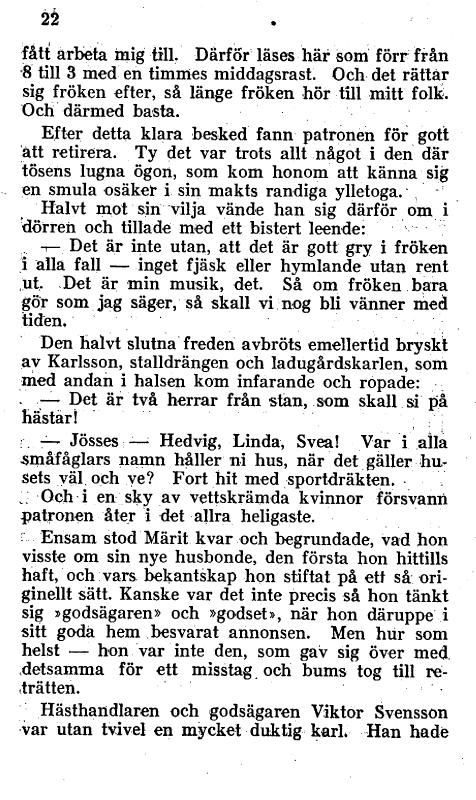 22
fått arbeta mig till. Därför läses här som förr från
8 till 3 med en timmes middagsrast. Och det rättar
sig fröken efter, så länge fröken hör till mitt folk.
Och därmed basta.
Efter detta klara besked fann patronen för gott
att retirera. Ty det var trots allt något i den där
tösens lugna ögon, som kom honom att känna sig
en smula osäker i sin makts randiga ylletoga.
Halvt mot sin vilja vände han sig därför om i
dörren och tillade med ett bistert leende:
— Det är inte utan, att det är gott gry i fröken
i alla fall — inget fjäsk eller hymlande utan rent
ut. Det är min musik, det. Så om fröken bara
gör som jag säger, så skall vi nog bli vänner med
tiden.
Den halvt slutna freden avbröts emellertid bryskt
av Karlsson, stalldrängen och ladugårdskarlen, som
med andan i halsen kom infarande och ropade:
— Det är två herrar från stan, som skall si på
hästar!
— Jösses — Hedvig, Linda, Svea! Var i alla
småfåglars namn håller ni hus, när det gäller hu-
sets väl och ve? Fort hit med sportdräkten.
Och i en sky av vettskrämda kvinnor försvann
patronen åter i det allra heligaste.
Ensam stod Märit kvar och begrundade, vad hon
visste om sin nye husbonde, den första hon hittills
haft, och vars bekantskap hon stiftat på ett så ori-
ginellt sätt. Kanske var det inte precis så hon tänkt
sig »godsägaren» och »godset», när hon däruppe i
sitt goda hem besvarat annonsen. Men hur som
helst — hon var inte den, som gav sig över med
detsamma för ett misstag och bums tog till re-
trätten.
Hästhandlaren och godsägaren Viktor Svensson
var utan tvivel en mycket duktig karl. Han hade